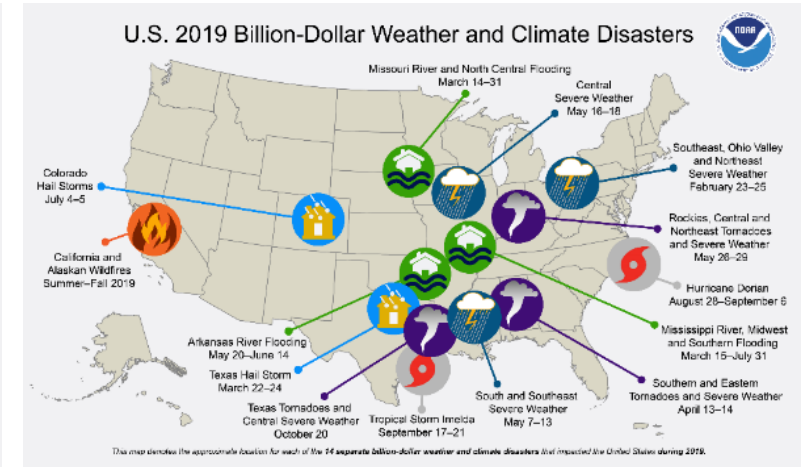 U.S. 2019 Billion-Dollar Weather and Climate Disasters
NOAA
Missouri River and North Central Flooding
March 14–31
Central
Severe Weather
May 16–18
Southeast, Ohio Valley
and Northeast
Severe Weather
February 23–25
Colorado
Hail Storms
July 4–5
Rockies, Central and
Northeast Tornadoes
and Severe Weather
May 26–29
California and
Alaskan Wildfires
Summer–Fall 2019
Hurricane Dorian
August 28–September 6
Arkansas River Flooding
May 20–June 14
Mississippi River, Midwest
and Southern Flooding
March 15–July 31
Texas Hail Storm
March 22–24
Southern and Eastern
Tornadoes and Severe Weather
April 13–14
Texas Tornadoes and
Central Severe Weather
October 20
Tropical Storm Imelda
September 17–21
South and Southeast
Severe Weather
May 7–13
This map denotes the approximate location for each of the 14 separate billion-dollar weather and climate disasters that impacted the United States during 2019.